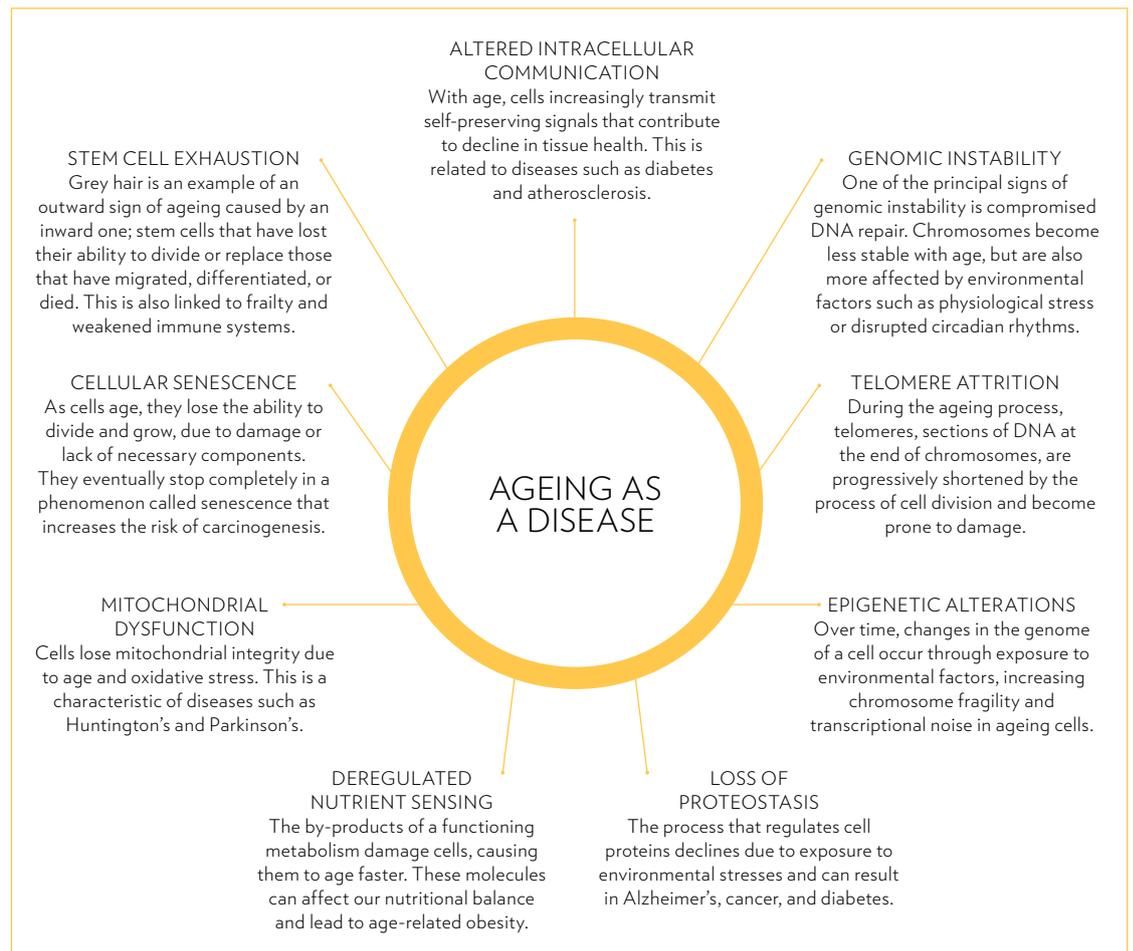 ALTERED INTRACELLULAR
COMMUNICATION
With age, cells increasingly transmit
self-preserving signals that contribute
to decline in tissue health. This is
related to diseases such as diabetes
and atherosclerosis.
STEM CELL EXHAUSTION
Grey hair is an example of an
outward sign of ageing caused by an
inward one; stem cells that have lost
their ability to divide or replace those
that have migrated, differentiated, or
died. This is also linked to frailty and
weakened immune systems.
GENOMIC INSTABILITY
One of the principal signs of
genomic instability is compromised
DNA repair. Chromosomes become
less stable with age, but are also
more affected by environmental
factors such as physiological stress
or disrupted circadian rhythms.
CELLULAR SENESCENCE
As cells age, they lose the ability to
divide and grow, due to damage or
lack of necessary components.
They eventually stop completely in a
phenomenon called senescence that
increases the risk of carcinogenesis.
TELOMERE ATTRITION
During the ageing process,
telomeres, sections of DNA at
the end of chromosomes, are
progressively shortened by the
process of cell division and become
prone to damage.
AGEING AS
A DISEASE
MITOCHONDRIAL
DYSFUNCTION
Cells lose mitochondrial integrity due
to age and oxidative stress. This is a
characteristic of diseases such as
Huntington's and Parkinson's.
EPIGENETIC ALTERATIONS
Over time, changes in the genome
of a cell occur through exposure to
environmental factors, increasing
chromosome fragility and
transcriptional noise in ageing cells.
DEREGULATED
NUTRIENT SENSING
The by-products of a functioning
metabolism damage cells, causing
them to age faster. These molecules
can affect our nutritional balance
and lead to age-related obesity.
LOSS OF
PROTEOSTASIS
The process that regulates cell
proteins declines due to exposure to
environmental stresses and can result
in Alzheimer's, cancer, and diabetes.